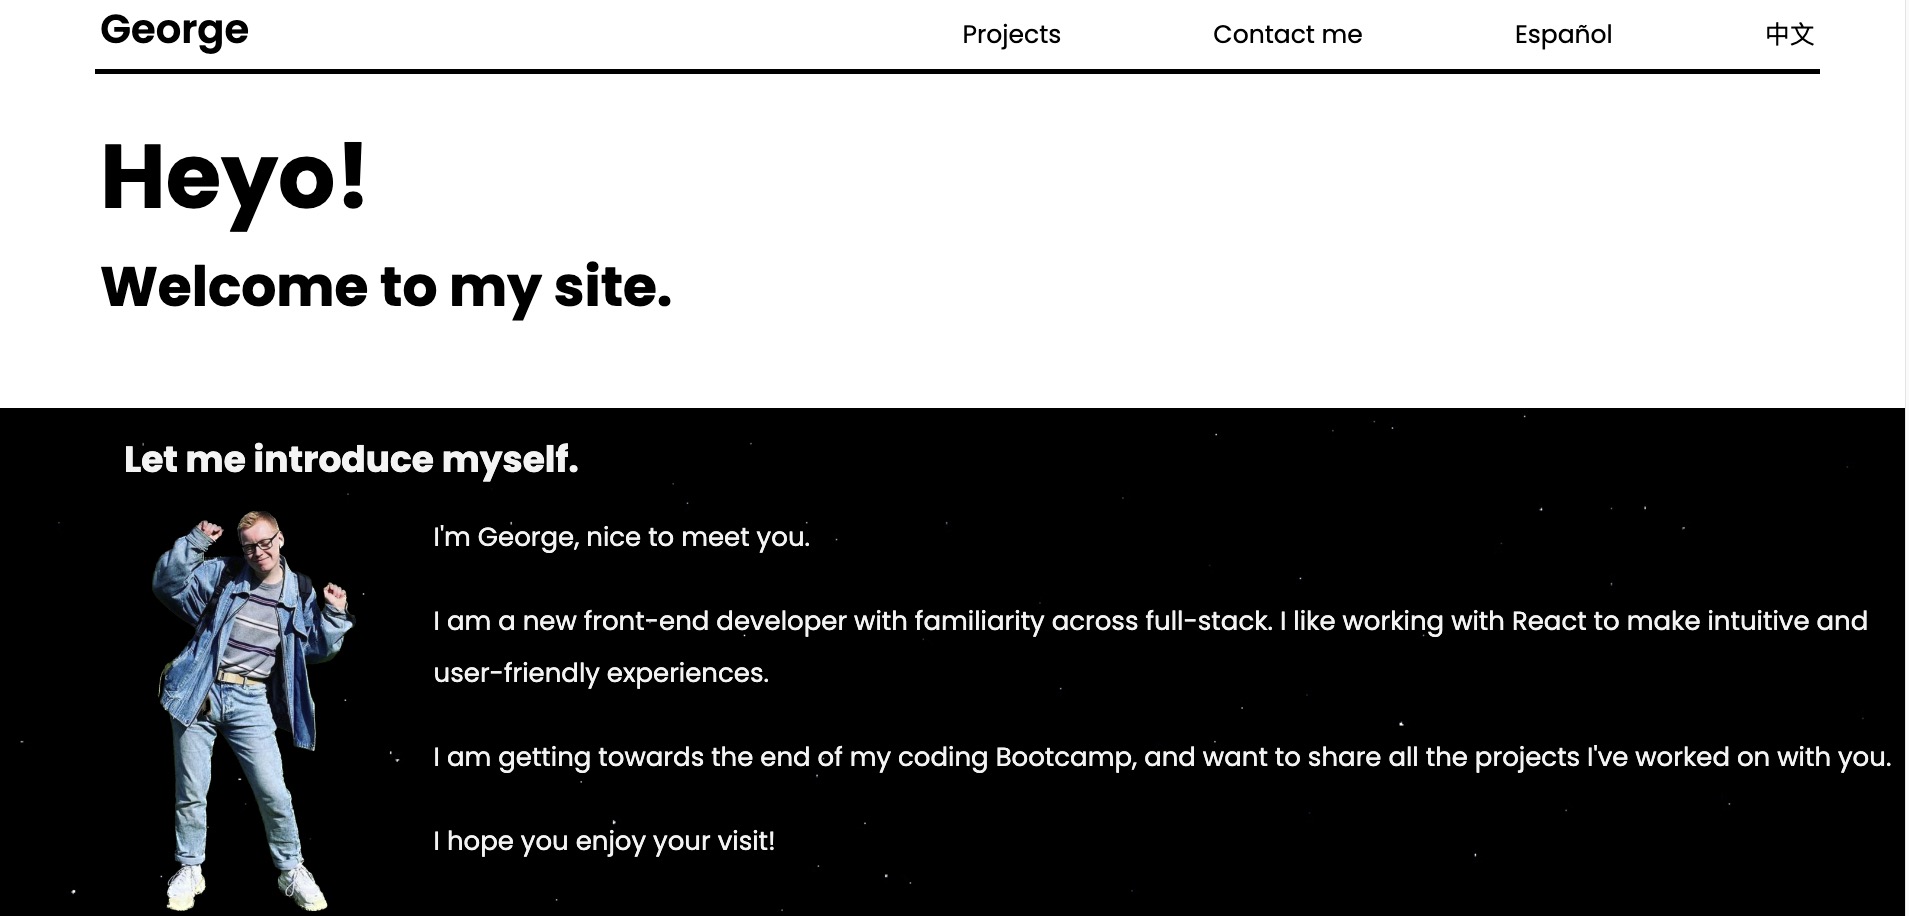 George
Projects
Contact me
Español
中文
Heyo!
Welcome to my site.
Let me introduce myself.
I'm George, nice to meet you.
I am a new front-end developer with familiarity across full-stack. I like working with React to make intuitive and
user-friendly experiences.
I am getting towards the end of my coding Bootcamp, and want to share all the projects I've worked on with you.
I hope you enjoy your visit!